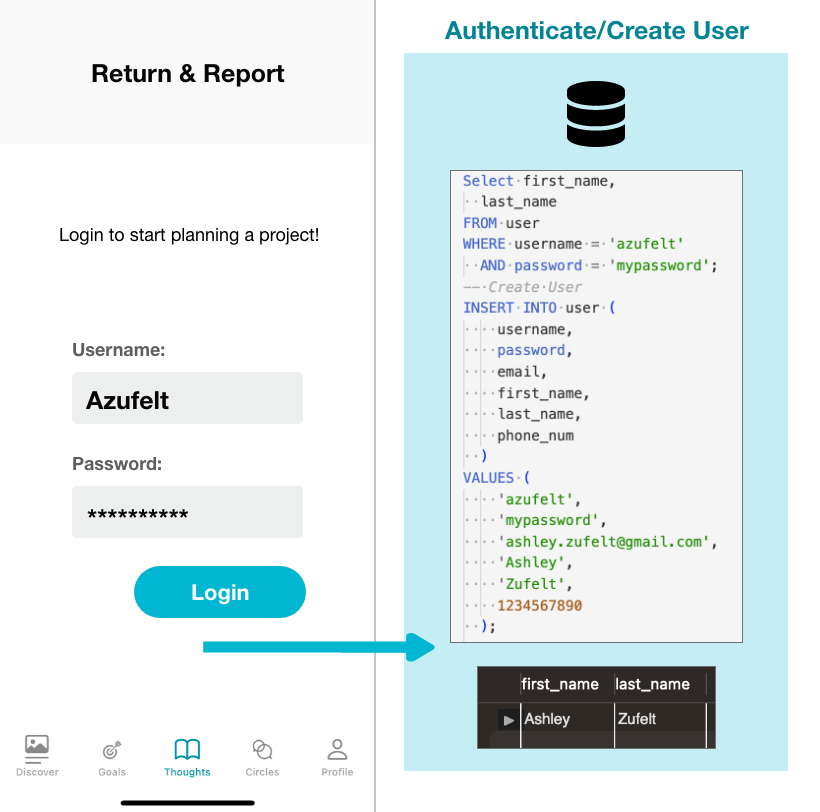 Return & Report
Login to start planning a project!
Username:
Azufelt
Password:
**********
Login
Discover
Goals
Thoughts
Circles
Profile
Authenticate/Create User
Select first_name,
last_name
FROM user
WHERE username = 'azufelt'
AND password = 'mypassword';
-- Create User
INSERT INTO user (
username,
password,
email,
first_name,
last_name,
phone_num
)
VALUES (
'azufelt',
'mypassword',
'ashley.zufelt@gmail.com',
'Ashley',
'Zufelt',
1234567890
);
first_name last_name
Ashley Zufelt